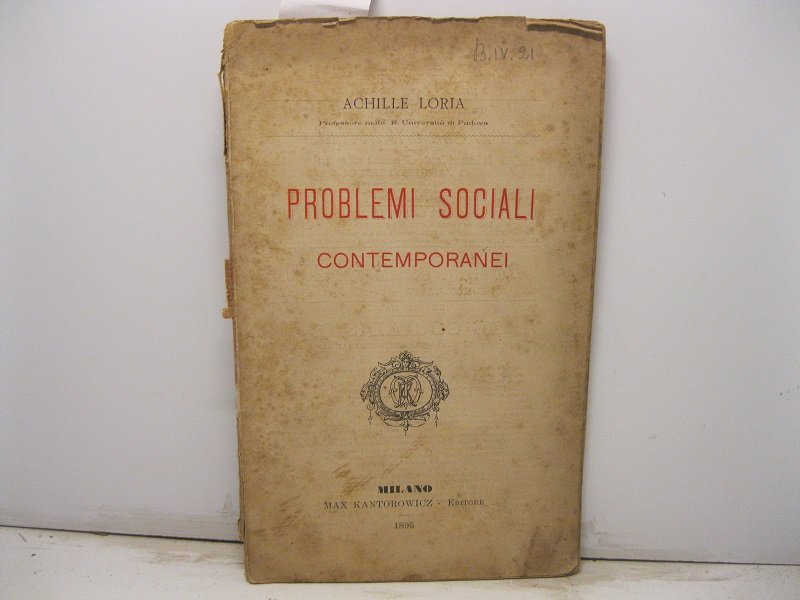 B.IV.21
ACHILLE LORIA
Professore nella R. Università di Padova
PROBLEMI SOCIALI
CONTEMPORANEI
MILANO
MAX KANTOROWICZ - EDITORE
1895